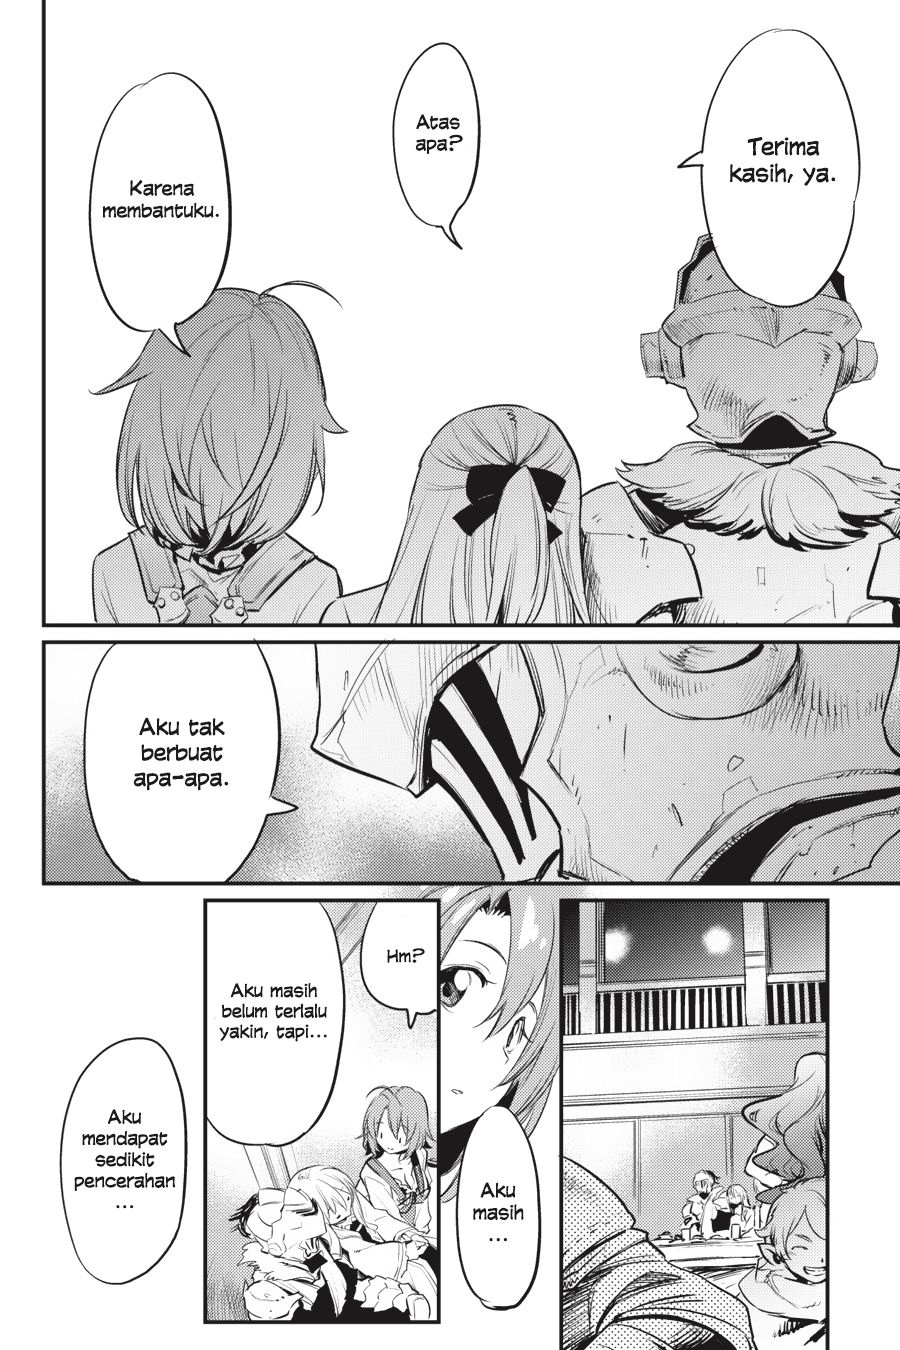 Terima
kasih, ya.
Atas
apa?
Karena
membantuku.
Aku tak
berbuat
apa-apa.
Aku
masih
...
Hm?
Aku masih
belum terlalu
yakin, tapi...
Aku
mendapat
sedikit
pencerahan
...